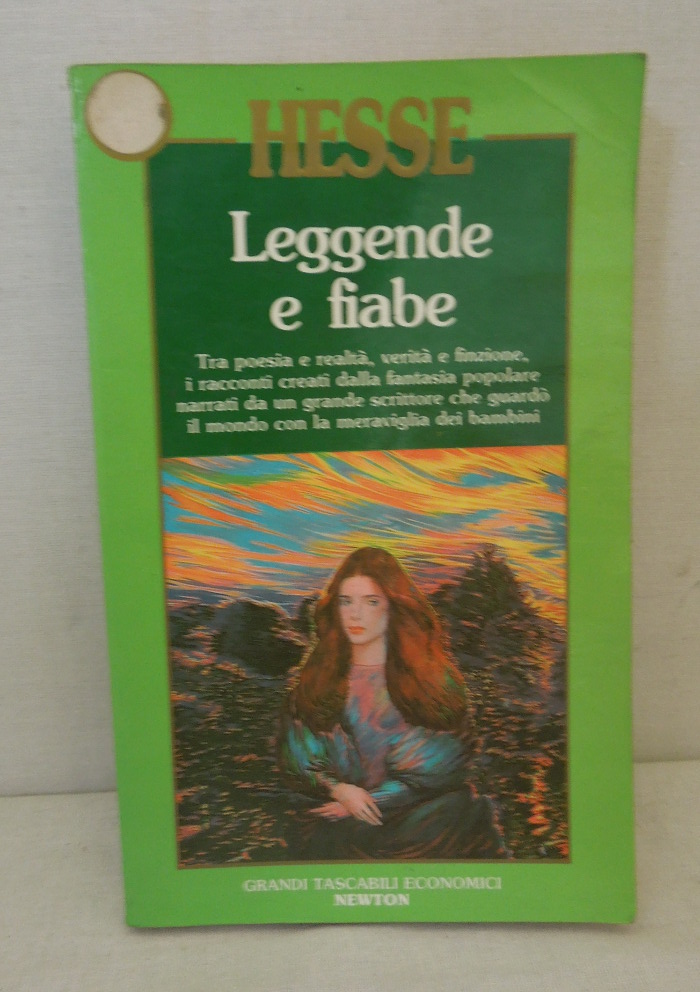 HESSE
Leggende
e fiabe
Tra poesia e realtà, verità e finzione,
i racconti creati dalla fantasia popolare
narrati da un grande scrittore che guardò
il mondo con la meraviglia dei bambini
GRANDI TASCABILI ECONOMICI
NEWTON